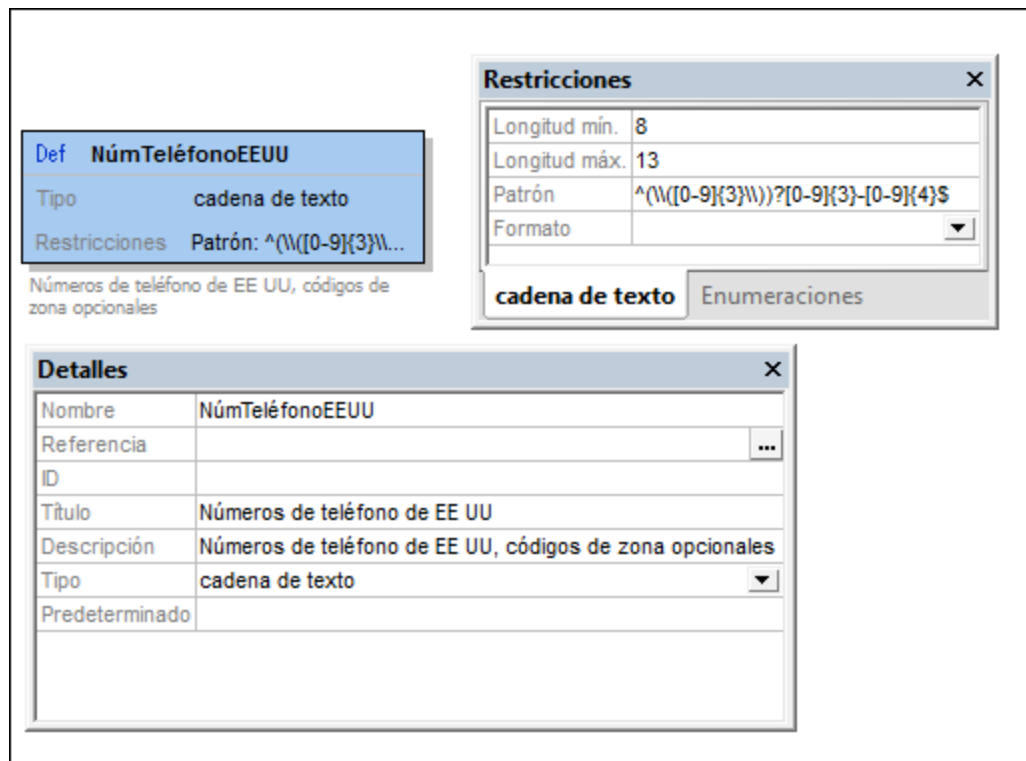 Restricciones
Longitud mín. 8
Longitud máx. 13
Patrón ^(\\([0-9]{3}\\))?[0-9]{3}-[0-9]{4}$
Formato
cadena de texto Enumeraciones
Def NúmTeléfonoEEUU
Tipo cadena de texto
Restricciones Patrón: ^(\\([0-9]{3}\\...
Números de teléfono de EE UU, códigos de
zona opcionales
Detalles
Nombre NúmTeléfonoEEUU
Referencia ...
ID
Título Números de teléfono de EE UU
Descripción Números de teléfono de EE UU, códigos de zona opcionales
Tipo cadena de texto
Predeterminado